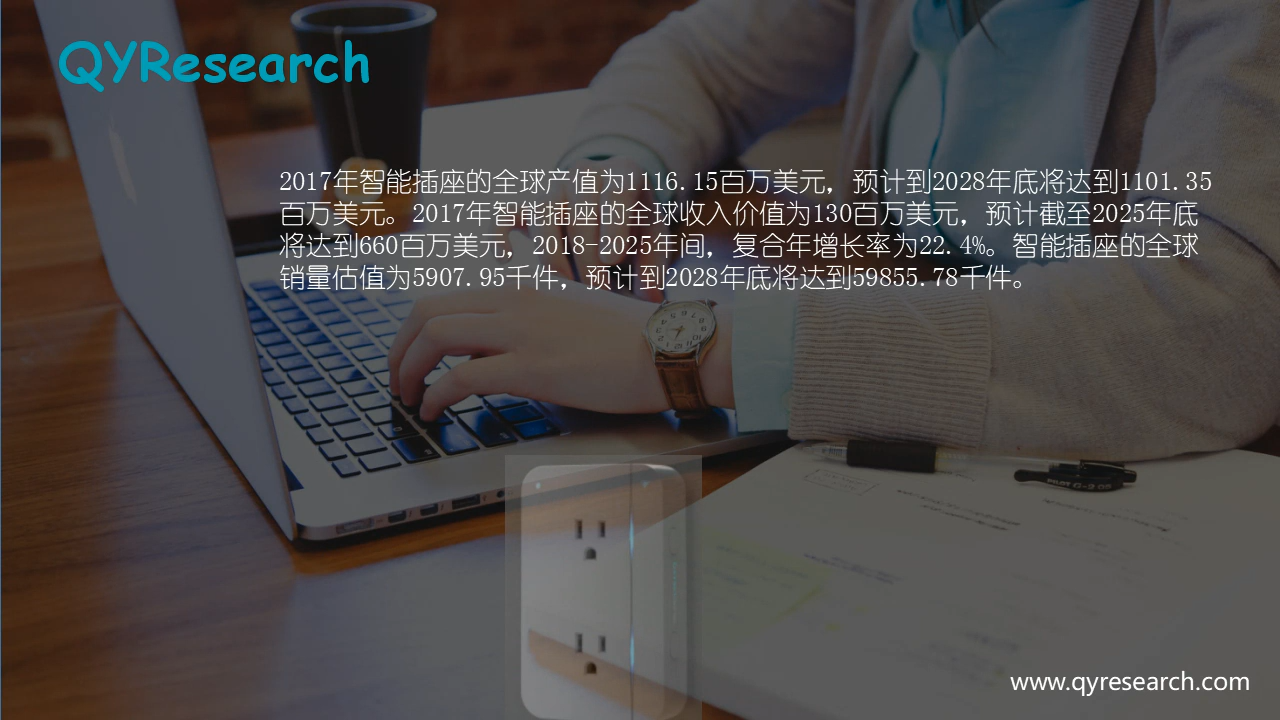 QYResearch
2017年智能插座的全球产值为1116.15百万美元，预计到2028年底将达到1101.35
百万美元。2017年智能插座的全球收入价值为130百万美元，预计截至2025年底
将达到660百万美元，2018-2025年间，复合年增长率为22.4%。智能插座的全球
销量估值为5907.95千件，预计到2028年底将达到59855.78千件。
PILOT G-2 05
www.qyresearch.com